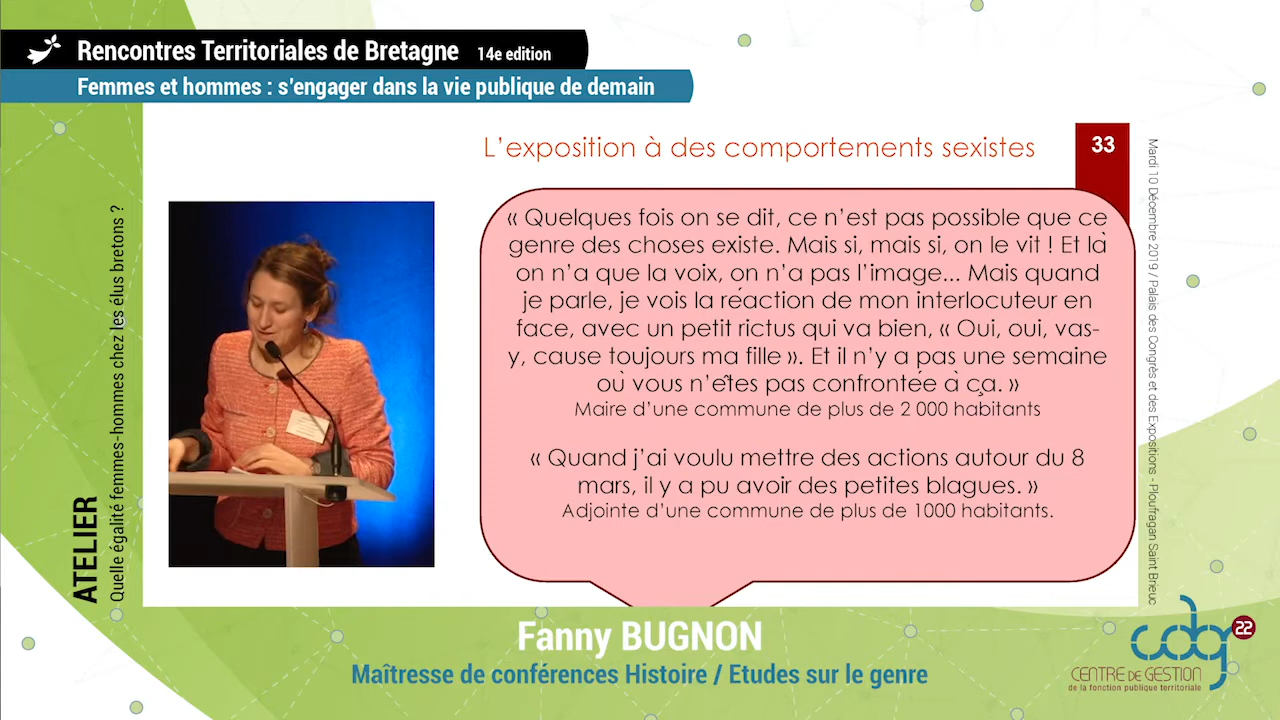 Rencontres Territoriales de Bretagne 14e edition
Femmes et hommes : s'engager dans la vie publique de demain
L'exposition à des comportements sexistes
33
« Quelques fois on se dit, ce n'est pas possible que ce
genre des choses existe. Mais si, mais si, on le vit ! Et là
on n'a que la voix, on n'a pas l'image... Mais quand
je parle, je vois la réaction de mon interlocuteur en
face, avec un petit rictus qui va bien, « Oui, oui, vas-
y, cause toujours ma fille ». Et il n'y a pas une semaine
où vous n'êtes pas confrontée à ça. »
Maire d'une commune de plus de 2 000 habitants
« Quand j'ai voulu mettre des actions autour du 8
mars, il y a pu avoir des petites blagues. »
Adjointe d'une commune de plus de 1000 habitants.
ATELIER
Quelle égalité femmes-hommes chez les élus bretons ?
Mardi 10 Décembre 2019 / Palais des Congrès et des Expositions - Ploufragan Saint Brieuc
Fanny BUGNON
Maîtresse de conférences Histoire / Etudes sur le genre
cdg 22
CENTRE DE GESTION
de la fonction publique territoriale